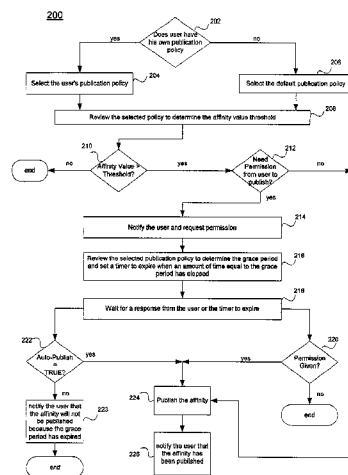 200
202
Does user have
his own publication
policy
yes
no
204
206
Select the user's publication policy
Select the default publication policy
208
Review the selected policy to determine the affinity value threshold
210
212
no
Affinity Value >
Threshold?
yes
Need
Permission
from user to
publish?
no
end
yes
214
Notify the user and request permission
216
Review the selected publication policy to determine the grace period
and set a timer to expire when an amount of time equal to the grace
period has elapsed
218
Wait for a response from the user or the timer to expire
222
220
Auto-Publish
=
TRUE?
yes
yes
Permission
Given?
no
223
224
Publish the affinity
no
notify the user that
the affinity will not
be published
because the grace
period has expired
end
226
notify the user that
the affinity has
been published
end